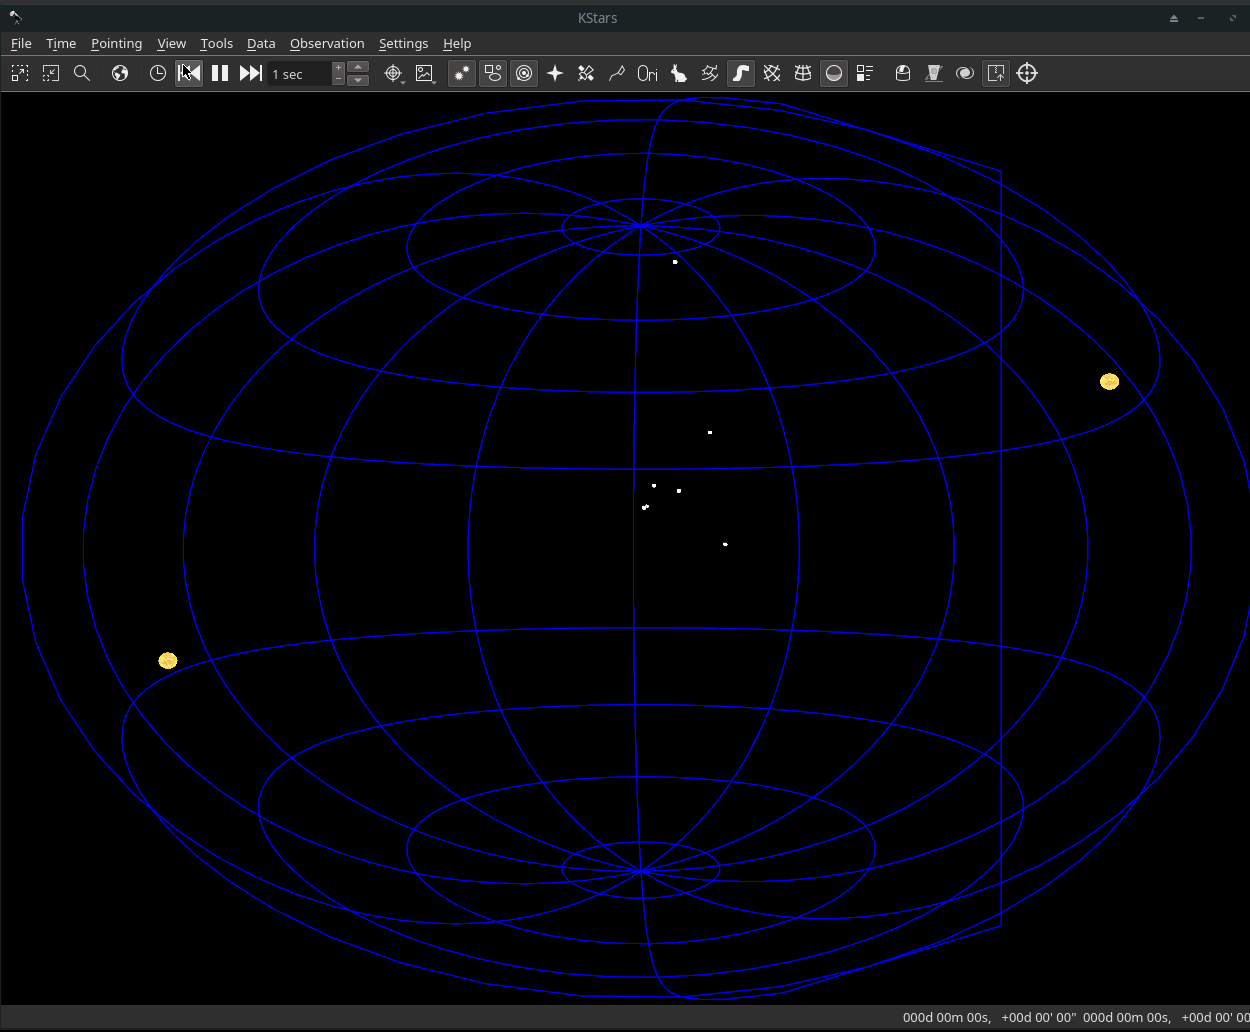 KStars
File Time Pointing View Tools Data Observation Settings Help
1 sec Ori
000d 00m 00s, +00d 00' 00" 000d 00m 00s, +00d 00' 00